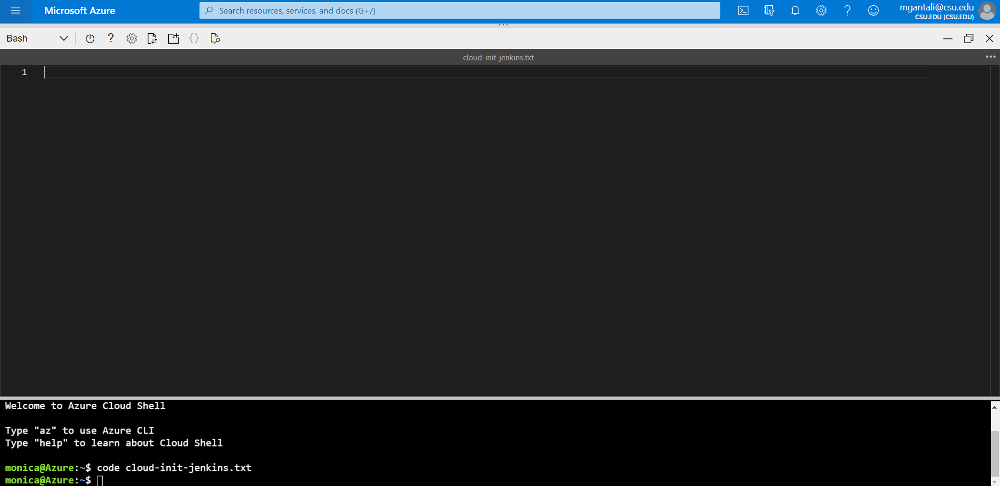 Microsoft Azure
Search resources, services, and docs (G+/)
mgantali@csu.edu
CSU.EDU (CSU.EDU)
Bash
cloud-init-jenkins.txt
1
Welcome to Azure Cloud Shell
Type "az" to use Azure CLI
Type "help" to learn about Cloud Shell
monica@Azure:~$ code cloud-init-jenkins.txt
monica@Azure:~$